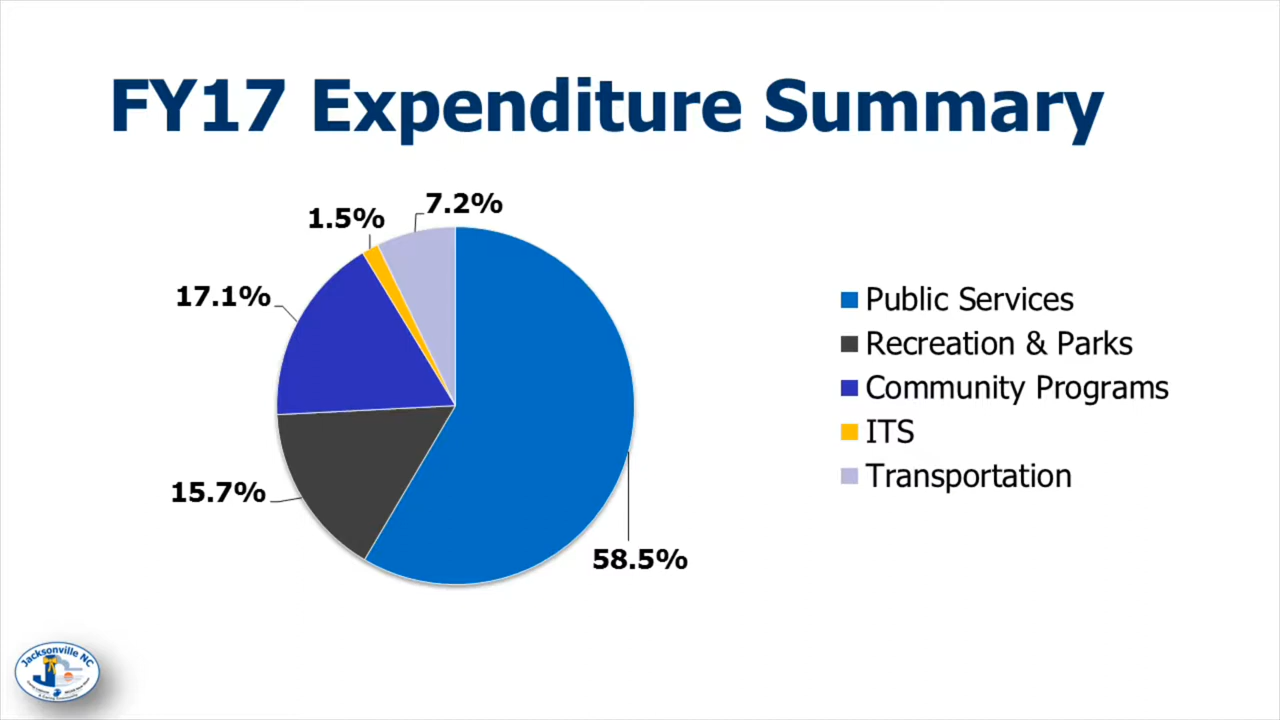 FY17 Expenditure Summary
7.2%
1.5%
17.1%
15.7%
58.5%
Public Services
Recreation & Parks
Community Programs
ITS
Transportation
Jacksonville NC